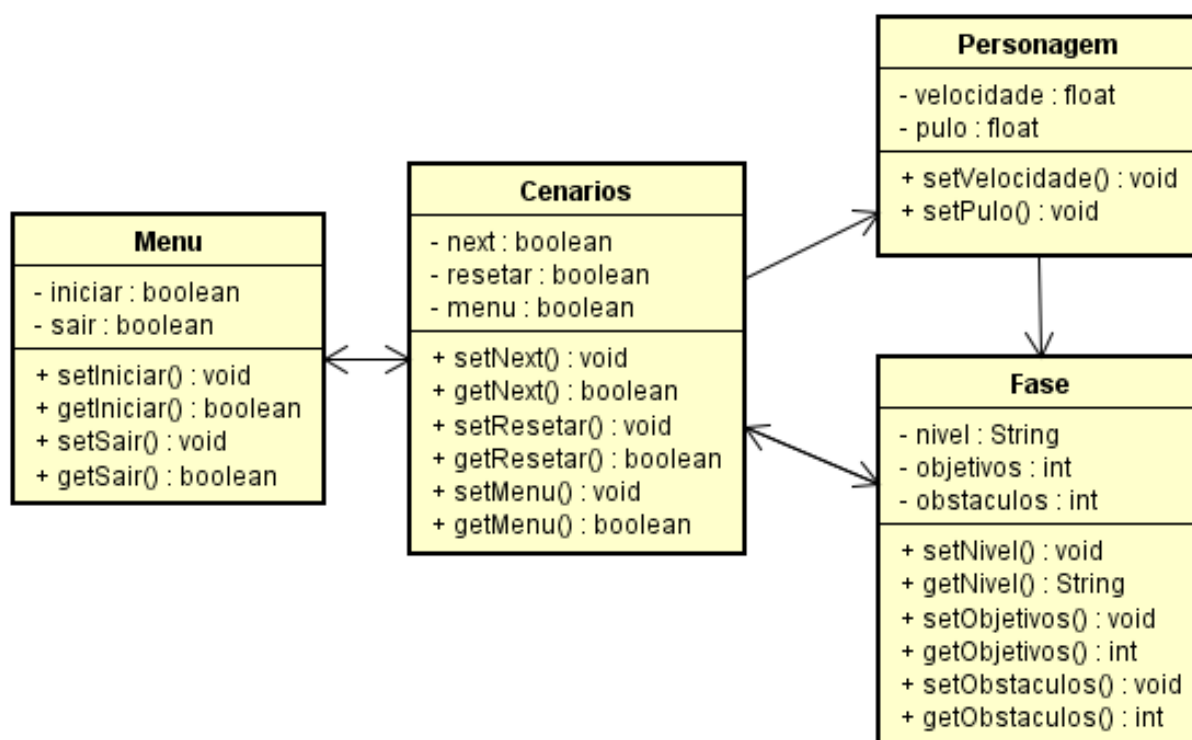 Menu
- iniciar : boolean
- sair : boolean
+ setIniciar() : void
+ getIniciar() : boolean
+ setSair() : void
+ getSair() : boolean
Cenarios
- next : boolean
- resetar : boolean
- menu : boolean
+ setNext() : void
+ getNext() : boolean
+ setResetar() : void
+ getResetar() : boolean
+ setMenu() : void
+ getMenu() : boolean
Personagem
- velocidade : float
- pulo : float
+ setVelocidade() : void
+ setPulo() : void
Fase
- nivel : String
- objetivos : int
- obstaculos : int
+ setNivel() : void
+ getNivel() : String
+ setObjetivos() : void
+ getObjetivos() : int
+ setObstaculos() : void
+ getObstaculos() : int